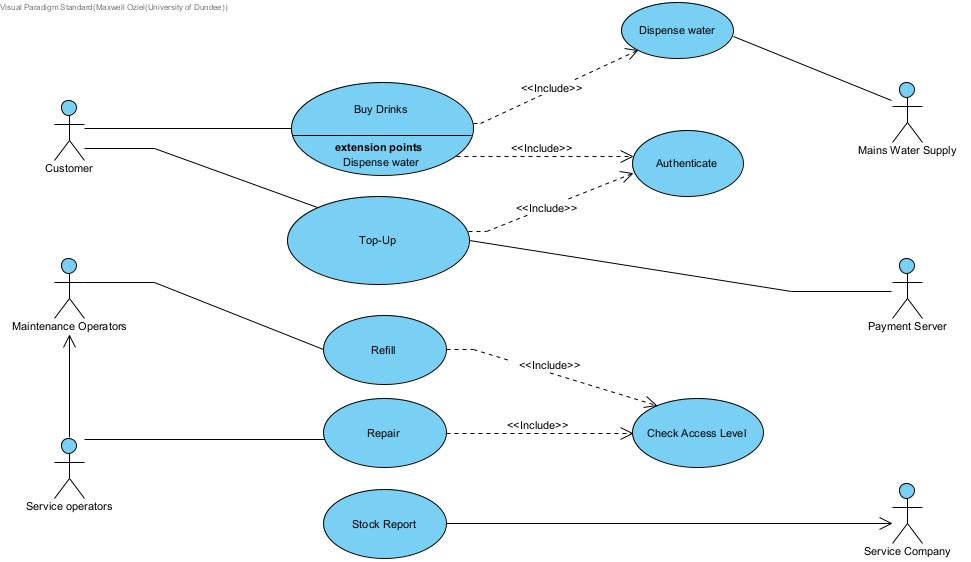 Visual Paradigm Standard(Maxwell Oziel(University of Dundee))
Dispense water
<<Include>>
Buy Drinks
extension points
Dispense water
<<Include>>
Authenticate
Customer
Mains Water Supply
<<Include>>
Top-Up
Maintenance Operators
Payment Server
Refill
<<Include>>
Repair
<<Include>>
Check Access Level
Service operators
Stock Report
Service Company